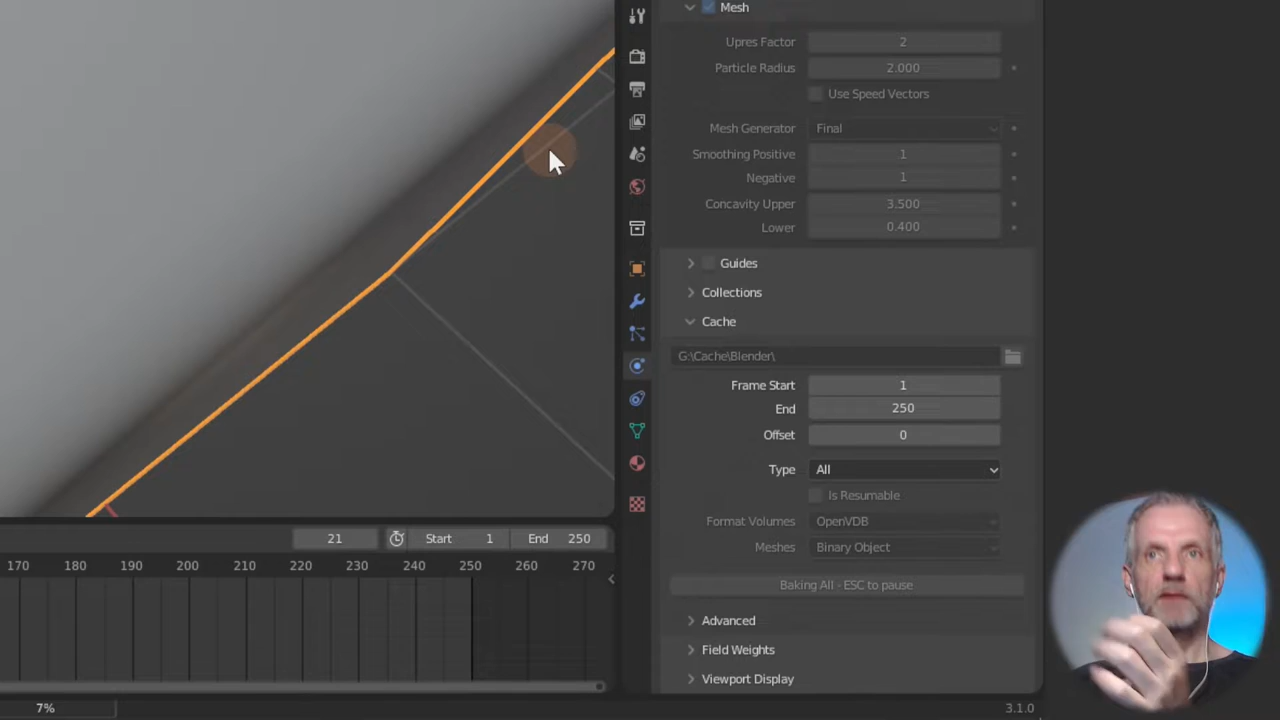 Mesh
Upres Factor 2
Particle Radius 2.000
Use Speed Vectors
Mesh Generator Final
Smoothing Positive 1
Negative 1
Concavity Upper 3.500
Lower 0.400
Guides
Collections
Cache
G:\Cache\Blender\
Frame Start 1
End 250
Offset 0
Type All
Is Resumable
Format Volumes OpenVDB
Meshes Binary Object
Baking All - ESC to pause
Advanced
Field Weights
Viewport Display
21 Start 1 End 250
170 180 190 200 210 220 230 240 250 260 270
7% 3.1.0